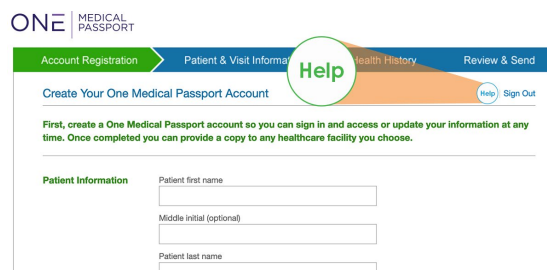 ONE MEDICAL
PASSPORT
Account Registration
Patient & Visit Informat
Help
Health History
Review & Send
Create Your One Medical Passport Account
Help Sign Out
First, create a One Medical Passport account so you can sign in and access or update your information at any
time. Once completed you can provide a copy to any healthcare facility you choose.
Patient Information
Patient first name
Middle initial (optional)
Patient last name